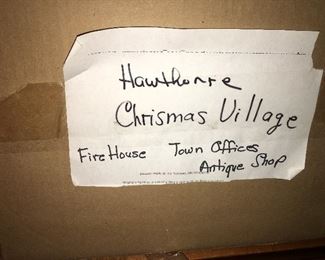 Hawthorne
Chrismas Village
Fire House Town Offices
Antique Shop